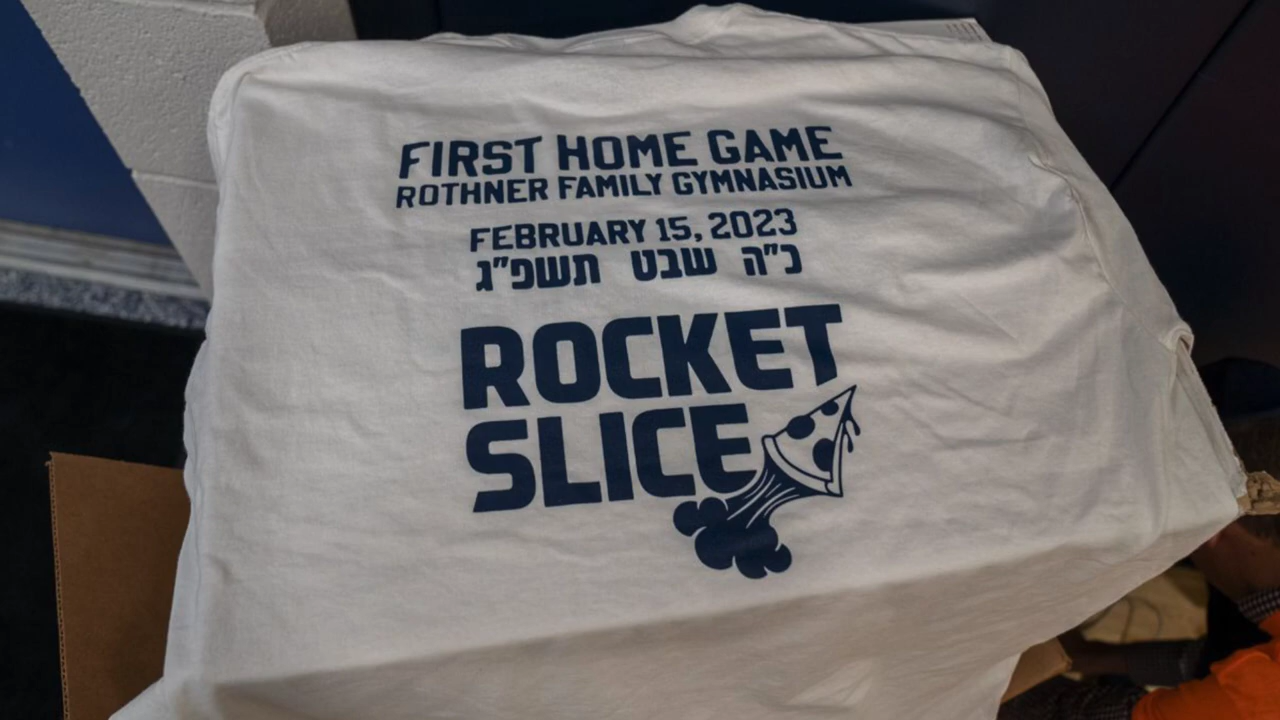 FIRST HOME GAME
ROTHNER FAMILY GYMNASIUM
FEBRUARY 15, 2023
כ"ה שבט תשפ"ג
ROCKET
SLICE